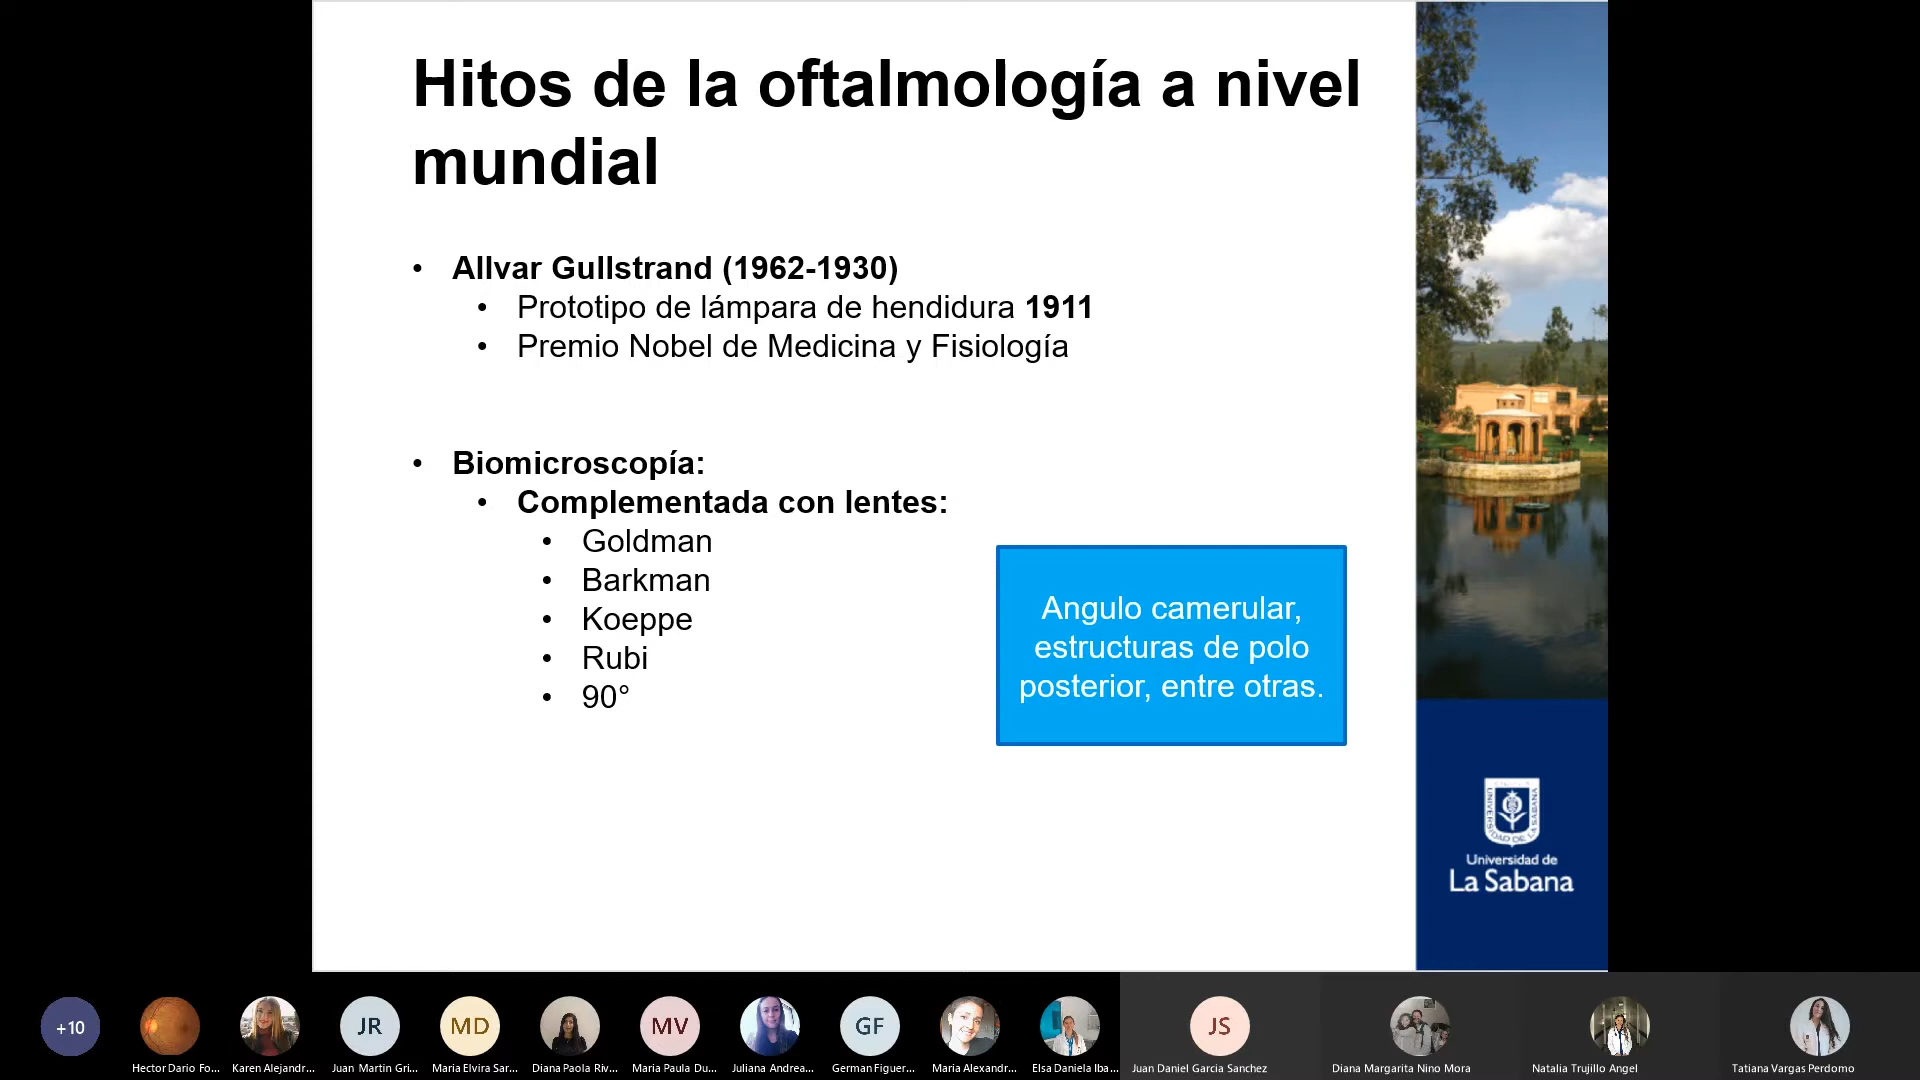 Hitos de la oftalmología a nivel
mundial
• Allvar Gullstrand (1962-1930)
• Prototipo de lámpara de hendidura 1911
• Premio Nobel de Medicina y Fisiología
• Biomicroscopía:
• Complementada con lentes:
• Goldman
• Barkman
• Koeppe
• Rubi
• 90°
Angulo camerular,
estructuras de polo
posterior, entre otras.
UNIVERSIDAD DE LA SABANA
Universidad de
La Sabana
+10
JR
MD
MV
GF
JS
Hector Dario Fo...
Karen Alejandr...
Juan Martin Gri...
Maria Elvira Sar...
Diana Paola Riv...
Maria Paula Du...
Juliana Andrea...
German Figuer...
Maria Alexandr...
Elsa Daniela Iba...
Juan Daniel Garcia Sanchez
Diana Margarita Nino Mora
Natalia Trujillo Angel
Tatiana Vargas Perdomo